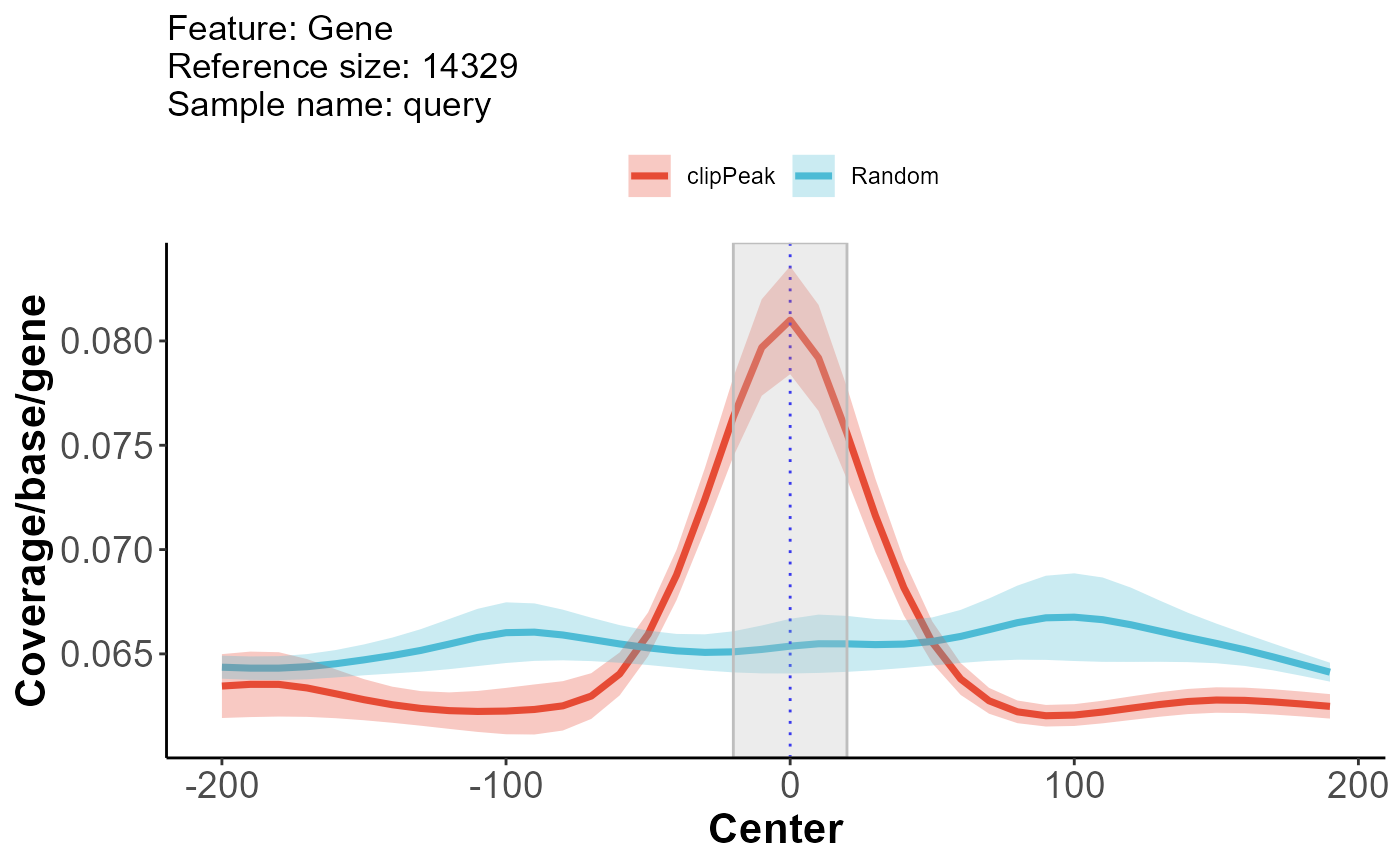 Feature: Gene
Reference size: 14329
Sample name: query
clipPeak
Random
Coverage/base/gene
0.080
0.075
0.070
0.065
-200
-100
0
100
200
Center